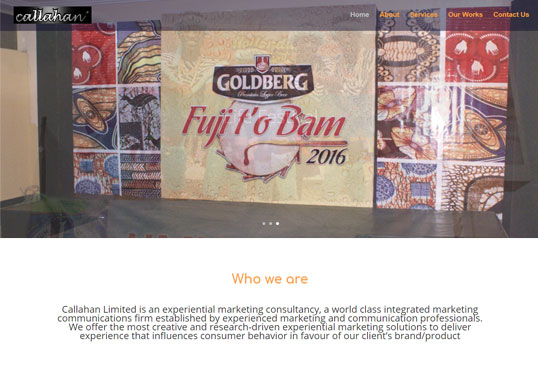 callahan
Home About Services Our Works Contact Us
GOLDBERG
Premium Lager Beer
Fuji t'o Bam
2016
Who we are
Callahan Limited is an experiential marketing consultancy, a world class integrated marketing
communications firm established by experienced marketing and communication professionals.
We offer the most creative and research-driven experiential marketing solutions to deliver
experience that influences consumer behavior in favour of our client's brand/product